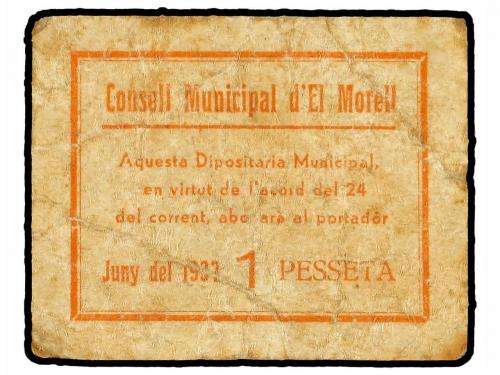 Consell Municipal d'El Morell
Aquesta Dipositaria Municipal,
en virtut de l'acord del 24
del corrent, abonarà al portador
Juny del 1937 1 PESSETA